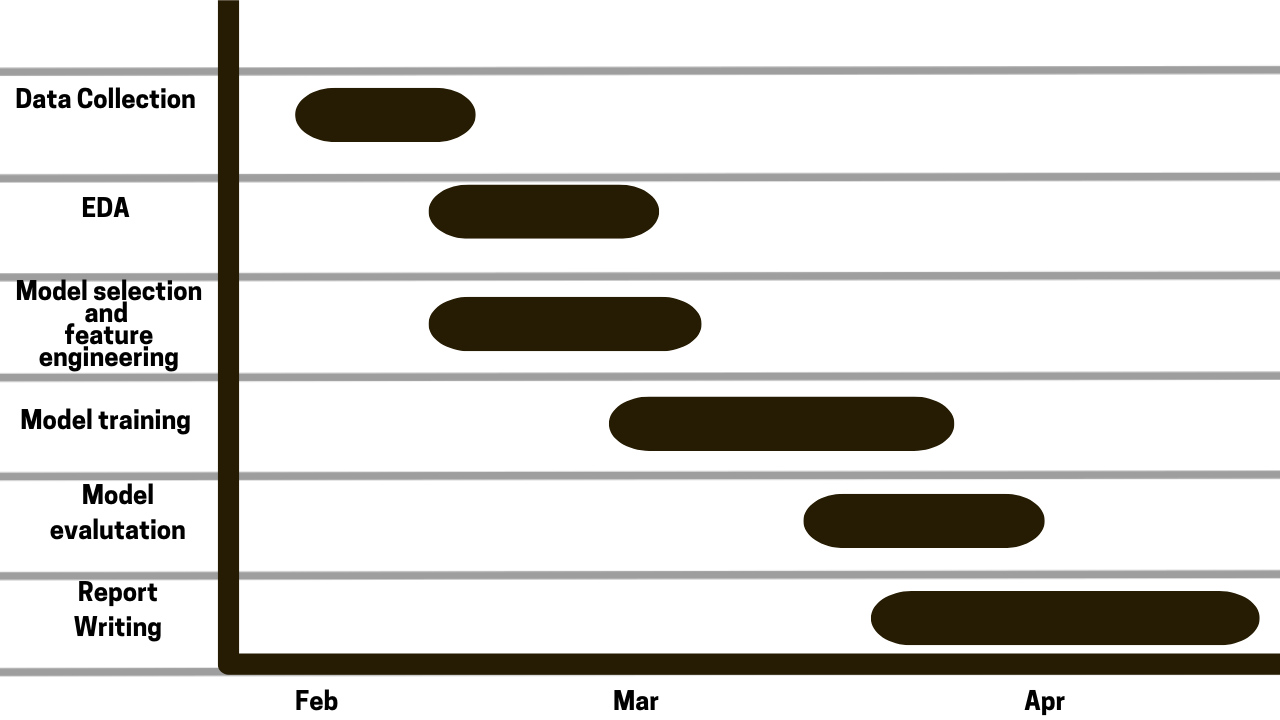 Data Collection
EDA
Model selection
and
feature
engineering
Model training
Model
evalutation
Report
Writing
Feb
Mar
Apr